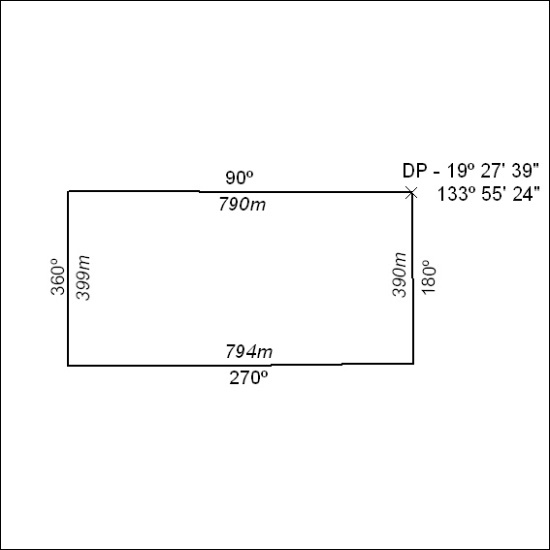 DP - 19º 27' 39"
133º 55' 24"
90º
790m
360º
399m
390m
180º
794m
270º